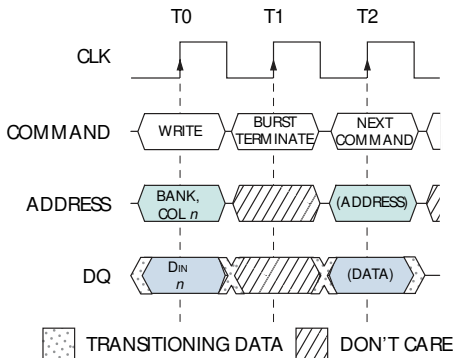 T0 T1 T2
CLK
COMMAND WRITE BURST TERMINATE NEXT COMMAND
ADDRESS BANK, COL n (ADDRESS)
DQ DIN n (DATA)
TRANSITIONING DATA DON'T CARE